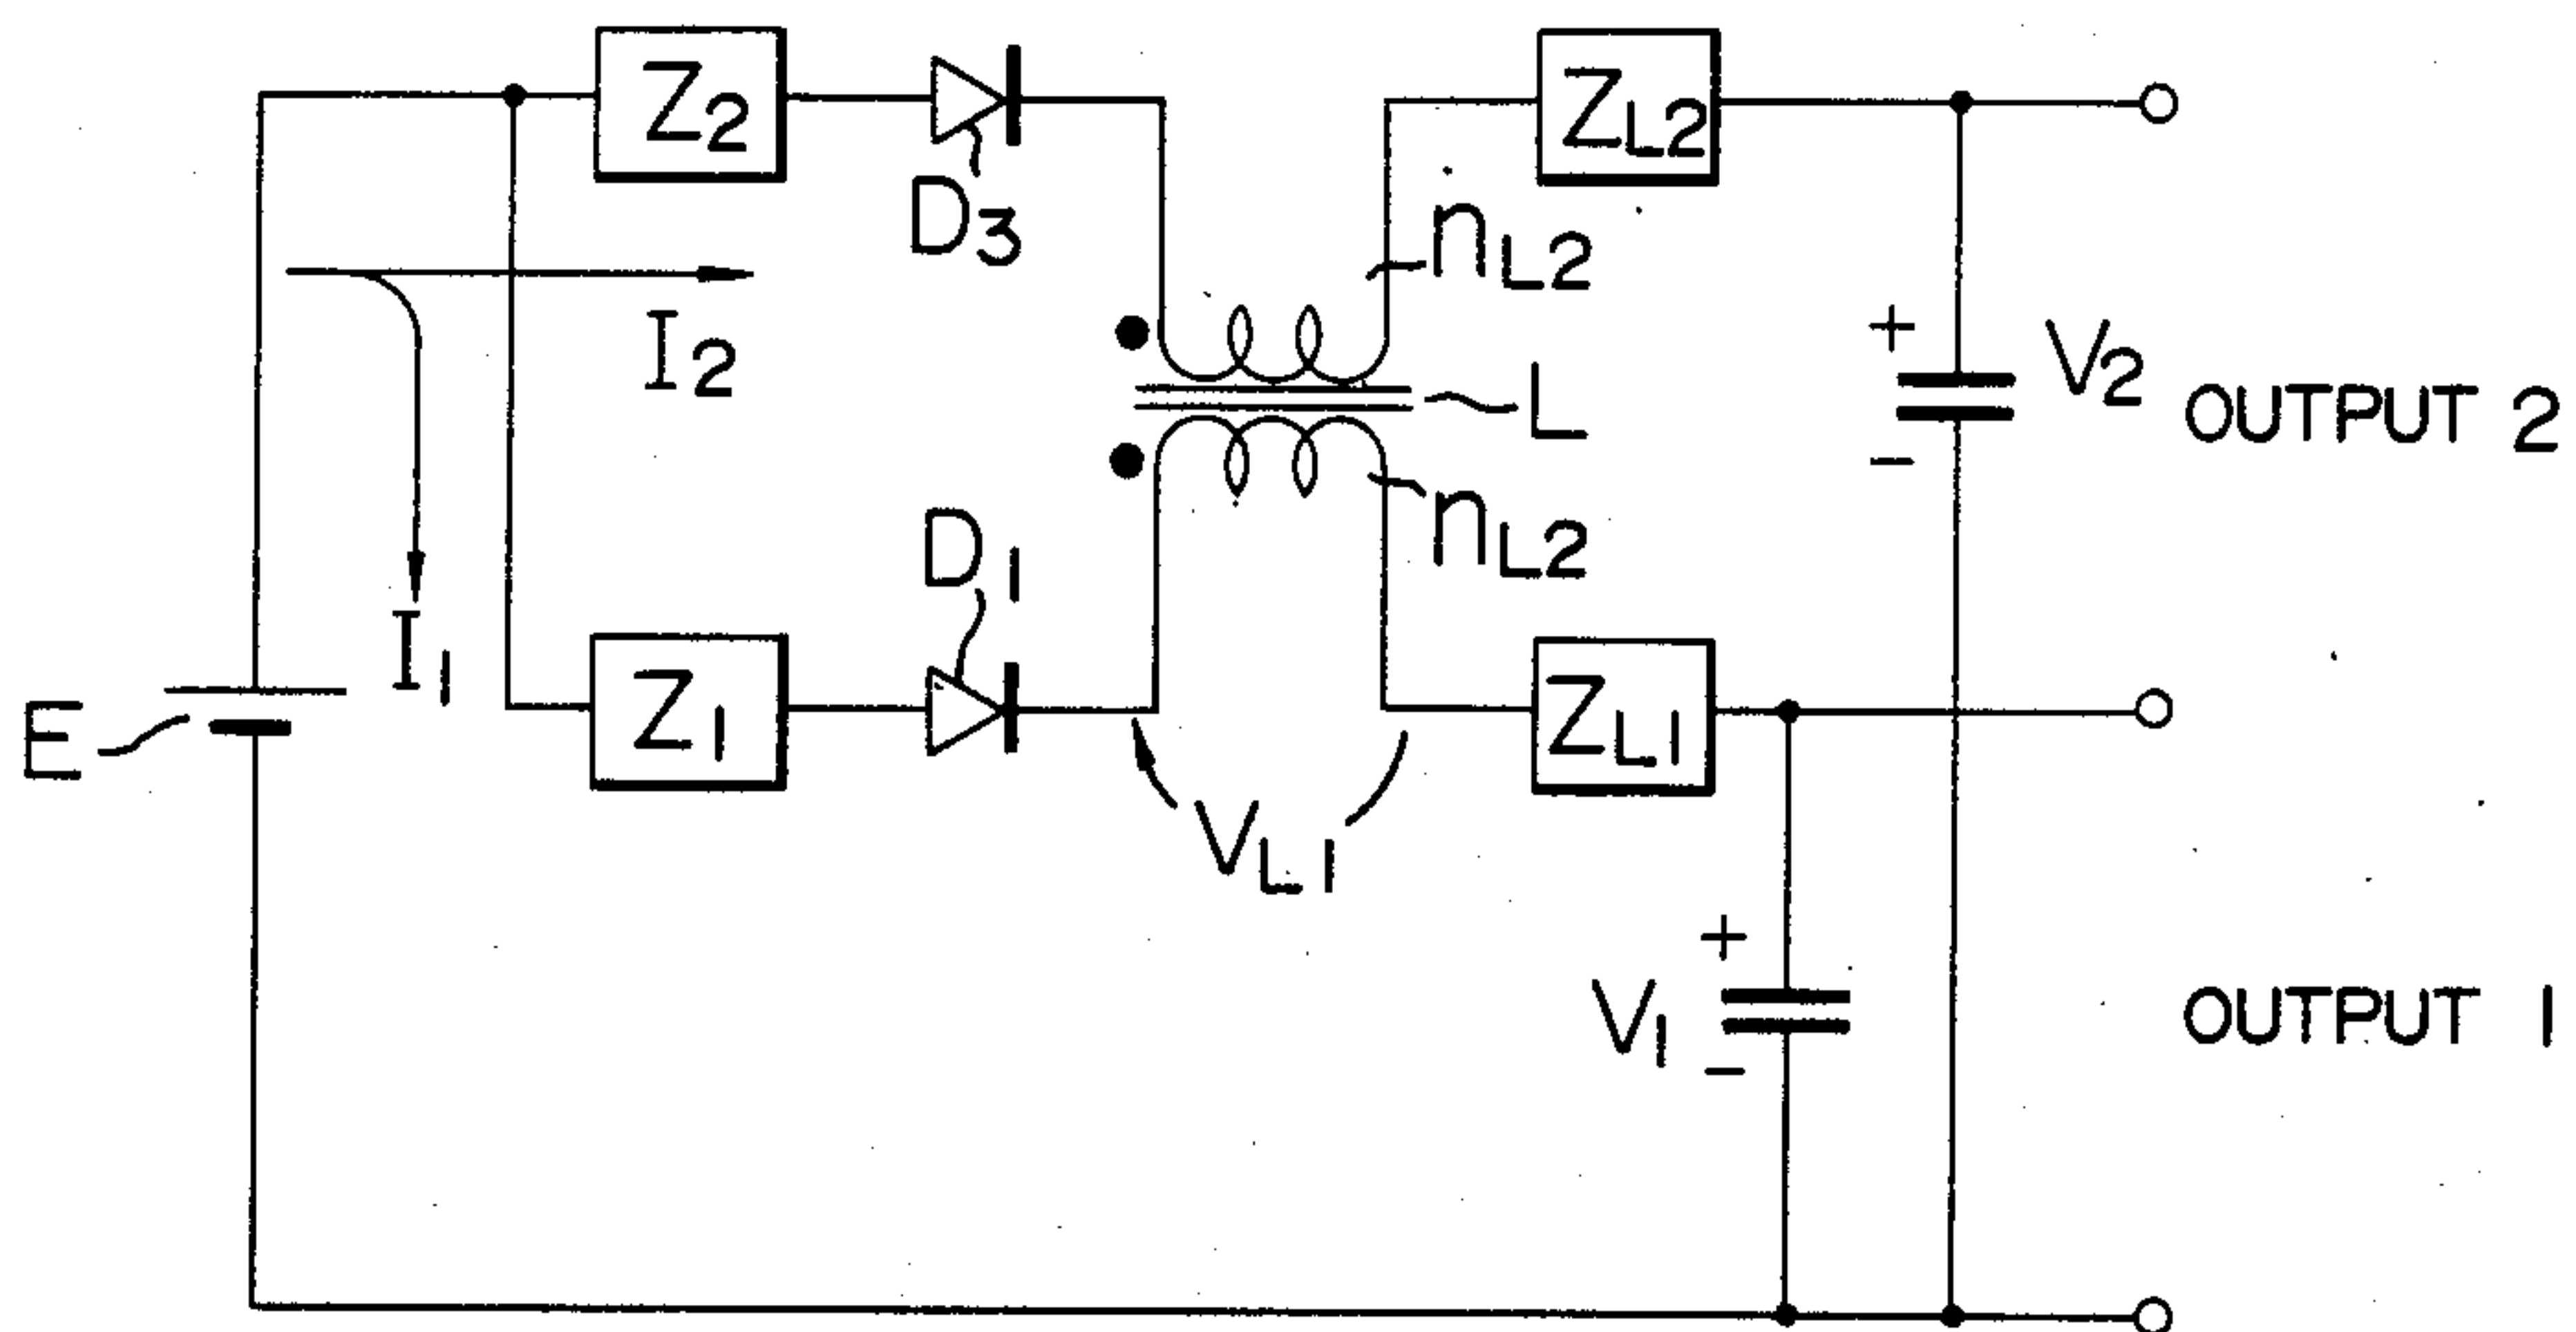 Z2
ZL2
D3
nL2
I2
+
V2
L
OUTPUT 2
-
nL2
D1
I1
E
Z1
ZL1
VL1
+
V1
OUTPUT 1
-